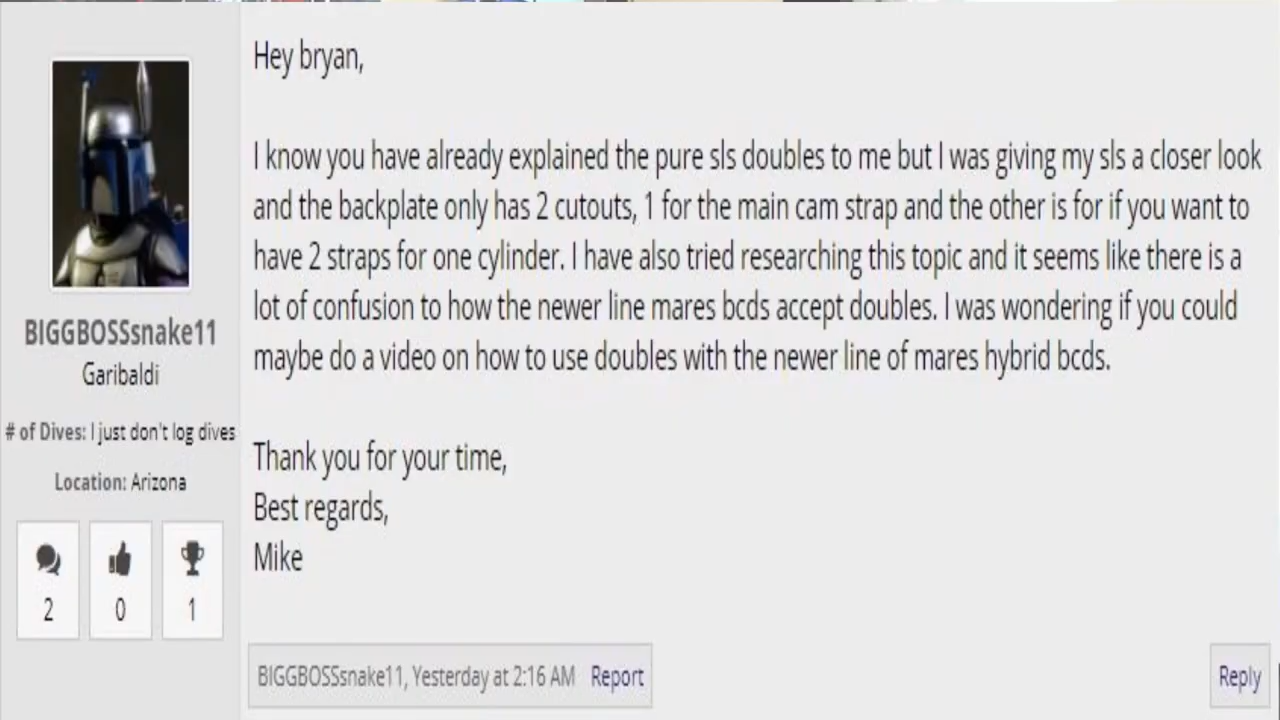 Hey bryan,
I know you have already explained the pure sls doubles to me but I was giving my sls a closer look
and the backplate only has 2 cutouts, 1 for the main cam strap and the other is for if you want to
have 2 straps for one cylinder. I have also tried researching this topic and it seems like there is a
lot of confusion to how the newer line mares bcds accept doubles. I was wondering if you could
maybe do a video on how to use doubles with the newer line of mares hybrid bcds.
Thank you for your time,
Best regards,
Mike
BIGGBOSSsnake11
Garibaldi
# of Dives: I just don't log dives
Location: Arizona
2 0 1
BIGGBOSSsnake11, Yesterday at 2:16 AM Report
Reply